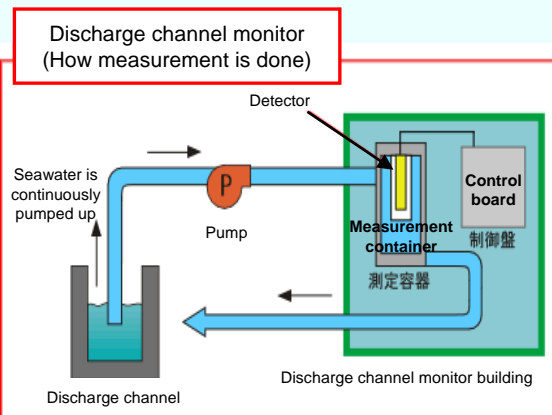 Discharge channel monitor
(How measurement is done)
Detector
Seawater is
continuously
pumped up
P
Pump
Control
board
制御盤
Measurement
container
測定容器
Discharge channel
Discharge channel monitor building